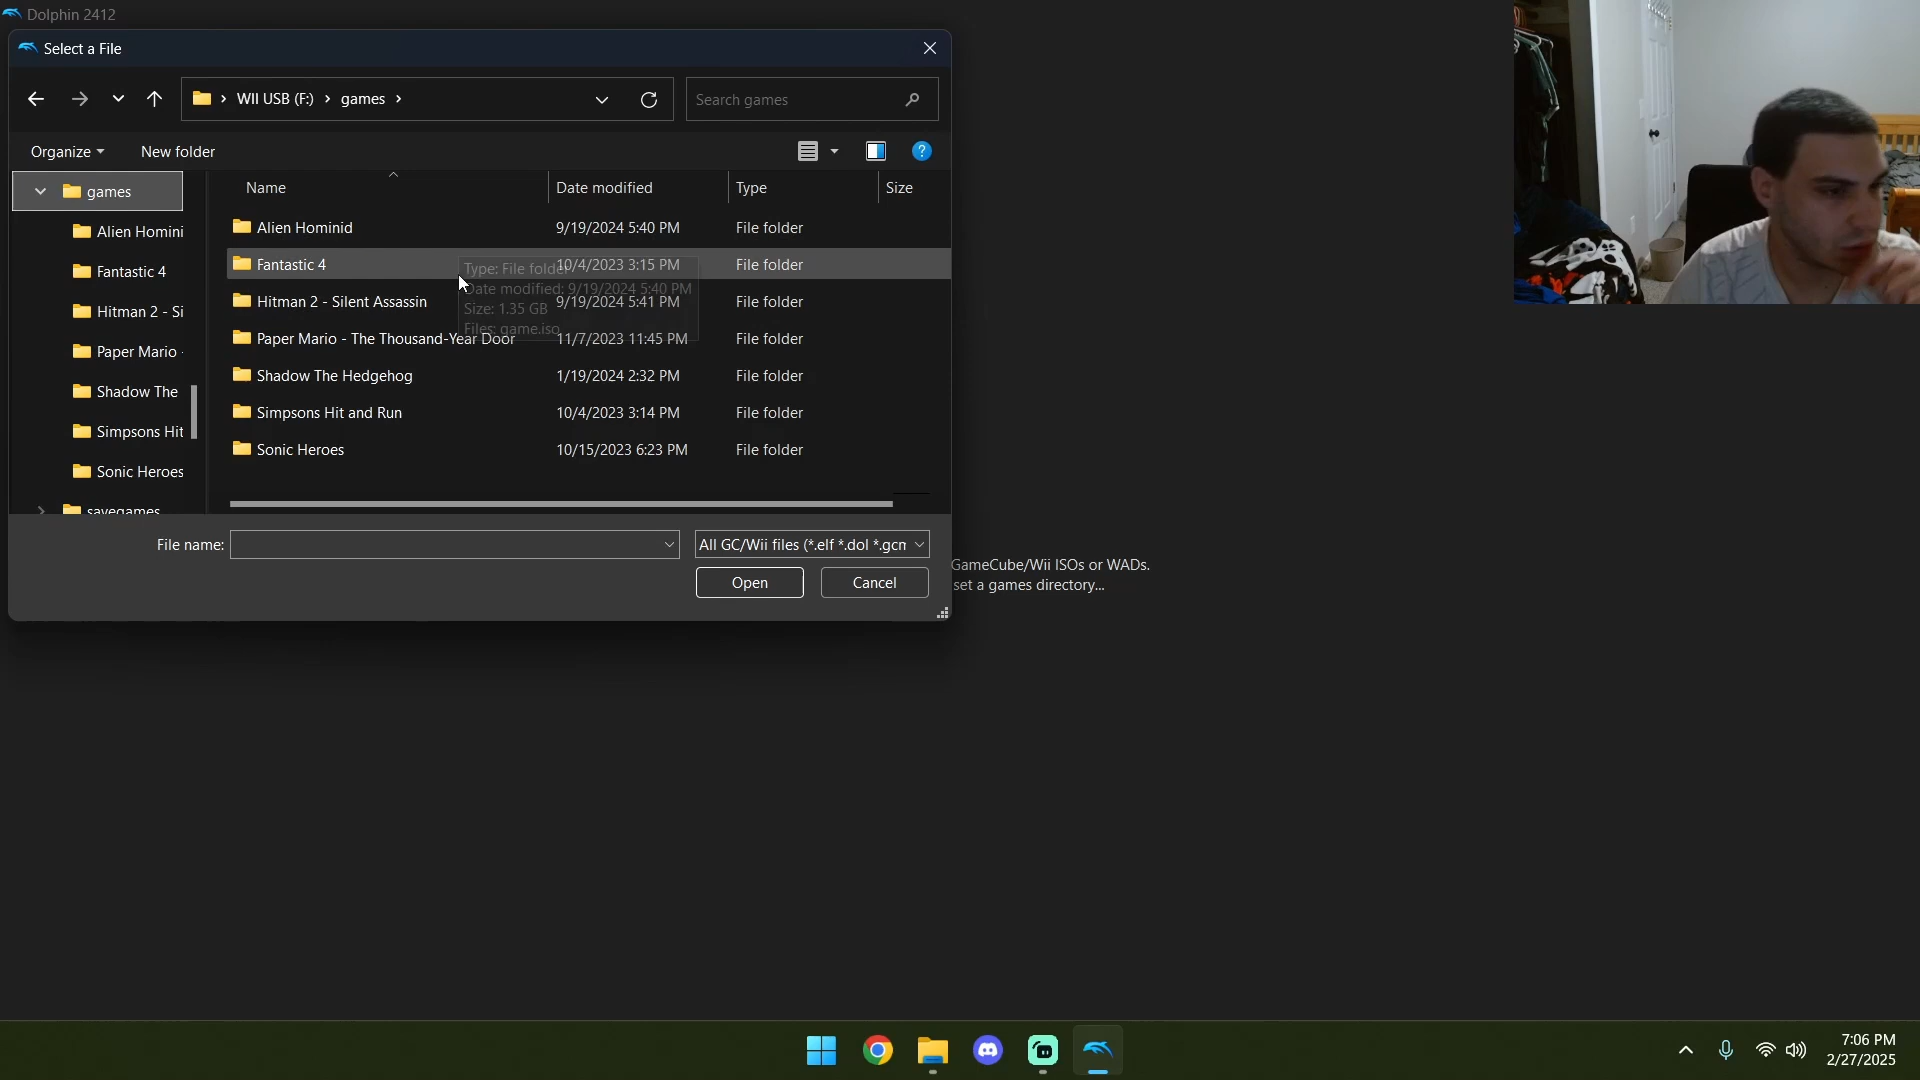 Dolphin 2412
Select a File
WII USB (F:) > games >
Search games
Organize
New folder
games
Alien Homini
Fantastic 4
Hitman 2 - Si
Paper Mario -
Shadow The
Simpsons Hit
Sonic Heroes
savegames
Name Date modified Type Size
Alien Hominid 9/19/2024 5:40 PM File folder
Fantastic 4 10/4/2023 3:15 PM File folder
Hitman 2 - Silent Assassin 9/19/2024 5:41 PM File folder
Paper Mario - The Thousand-Year Door 11/7/2023 11:45 PM File folder
Shadow The Hedgehog 1/19/2024 2:32 PM File folder
Simpsons Hit and Run 10/4/2023 3:14 PM File folder
Sonic Heroes 10/15/2023 6:23 PM File folder
Type: File folder
Date modified: 9/19/2024 5:40 PM
Size: 1.35 GB
Files: game.iso
File name:
All GC/Wii files (*.elf *.dol *.gcm
Open
Cancel
GameCube/Wii ISOs or WADs.
set a games directory...
7:06 PM
2/27/2025